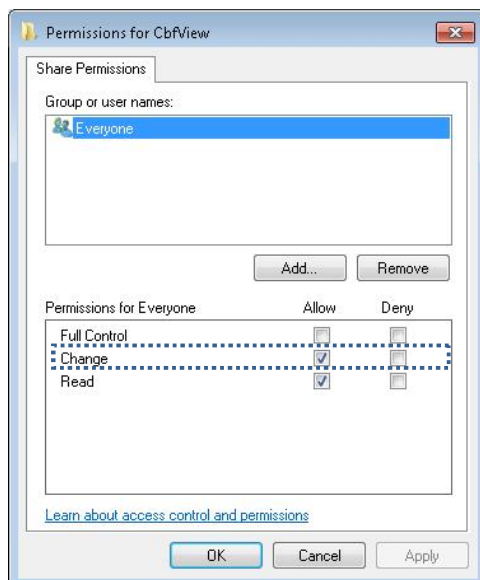 Permissions for CbfView
Share Permissions
Group or user names:
Everyone
Add... Remove
Permissions for Everyone Allow Deny
Full Control
Change
Read
Learn about access control and permissions
OK Cancel Apply